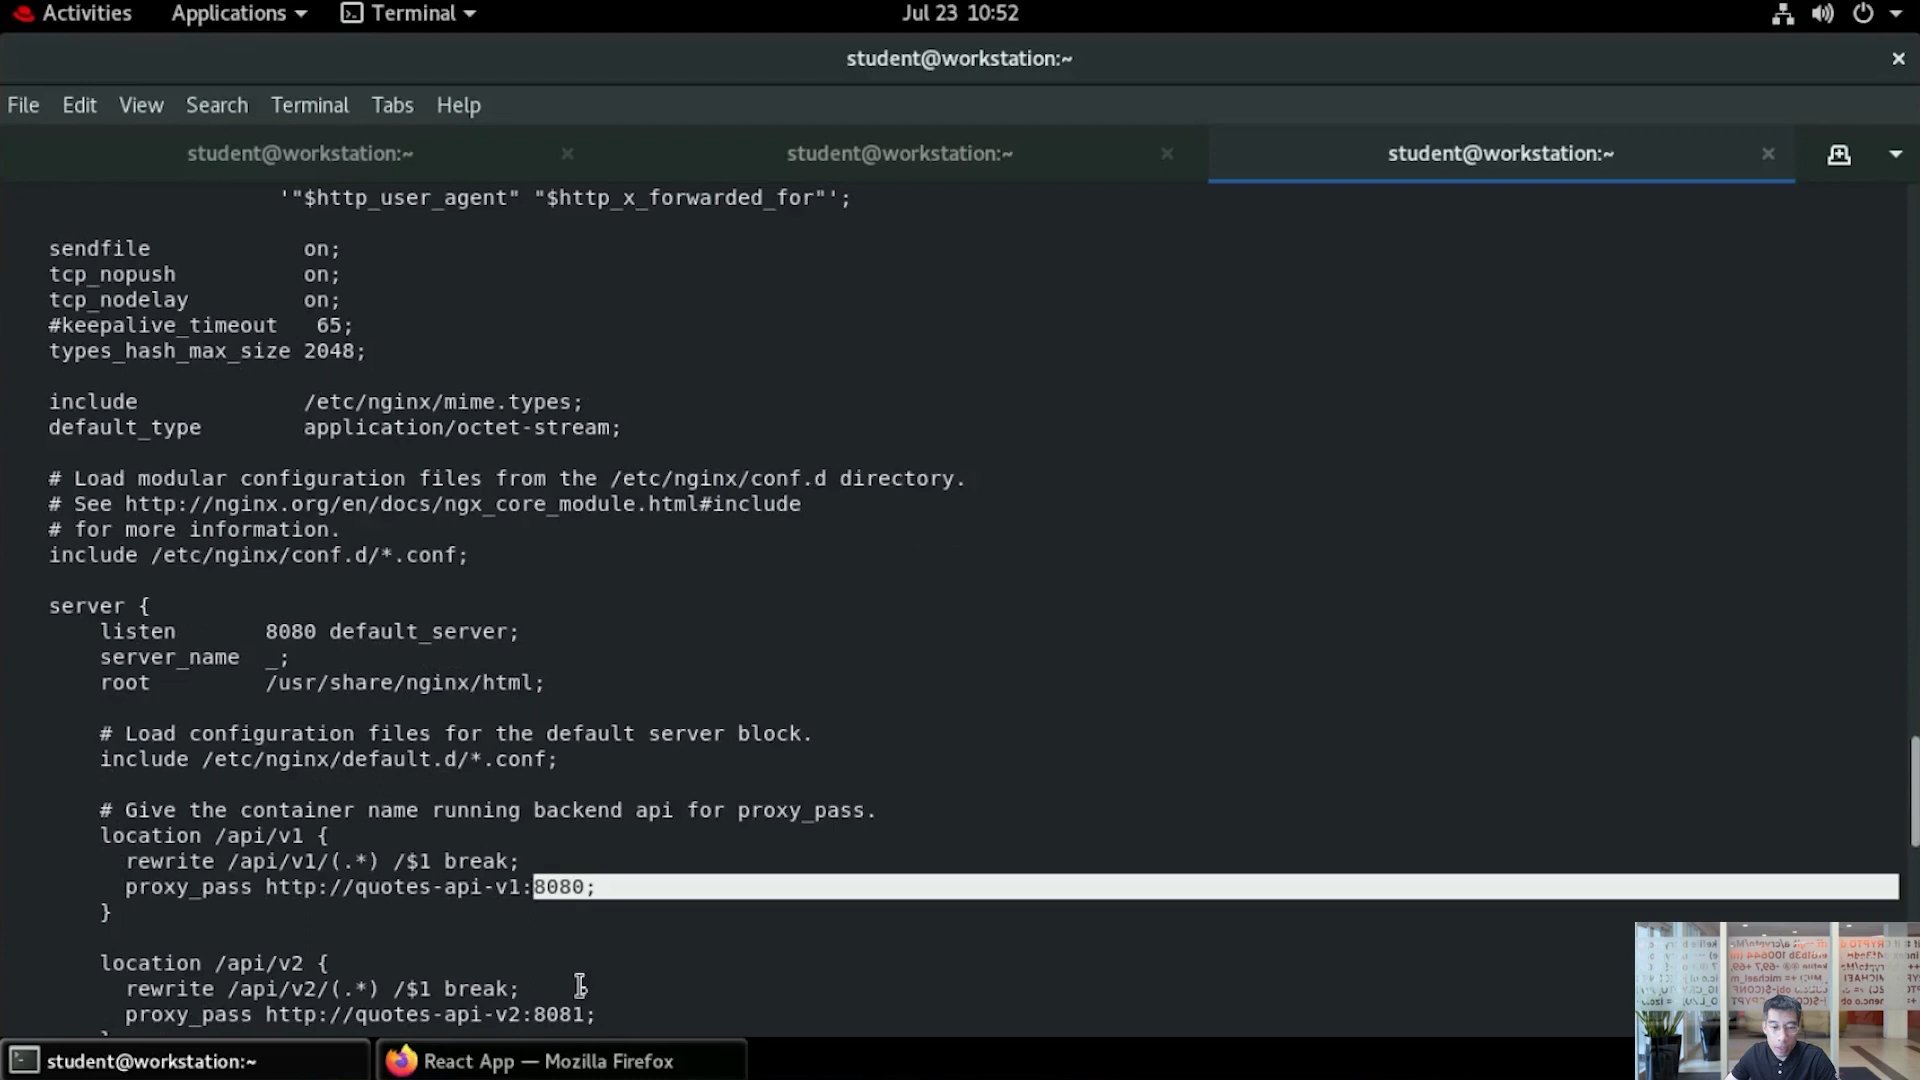 Activities Applications Terminal Jul 23 10:52
student@workstation:~ ×
File Edit View Search Terminal Tabs Help
student@workstation:~ × student@workstation:~ × student@workstation:~ ×
'"$http_user_agent" "$http_x_forwarded_for"';
sendfile on;
tcp_nopush on;
tcp_nodelay on;
#keepalive_timeout 65;
types_hash_max_size 2048;
include /etc/nginx/mime.types;
default_type application/octet-stream;
# Load modular configuration files from the /etc/nginx/conf.d directory.
# See http://nginx.org/en/docs/ngx_core_module.html#include
# for more information.
include /etc/nginx/conf.d/*.conf;
server {
listen 8080 default_server;
server_name _;
root /usr/share/nginx/html;
# Load configuration files for the default server block.
include /etc/nginx/default.d/*.conf;
# Give the container name running backend api for proxy_pass.
location /api/v1 {
rewrite /api/v1/(.*) /$1 break;
proxy_pass http://quotes-api-v1:8080;
}
location /api/v2 {
rewrite /api/v2/(.*) /$1 break;
proxy_pass http://quotes-api-v2:8081;
}
student@workstation:~ React App — Mozilla Firefox